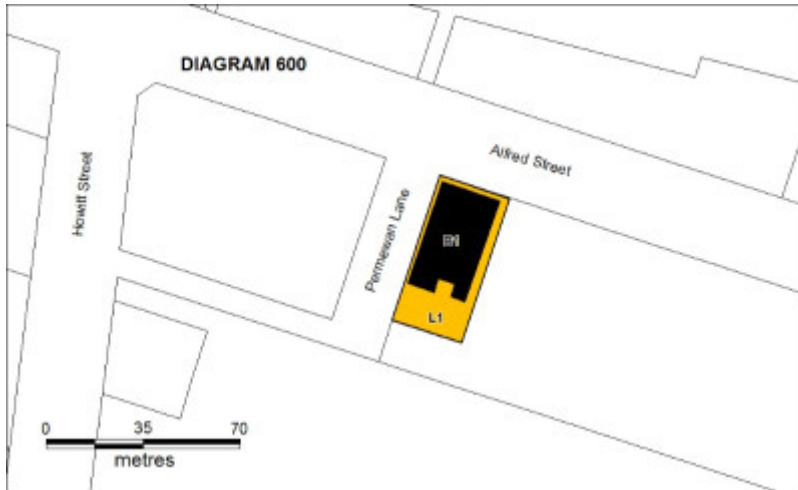 DIAGRAM 600
Alfred Street
Howitt Street
Permewan Lane
B1
L1
0 35 70
metres